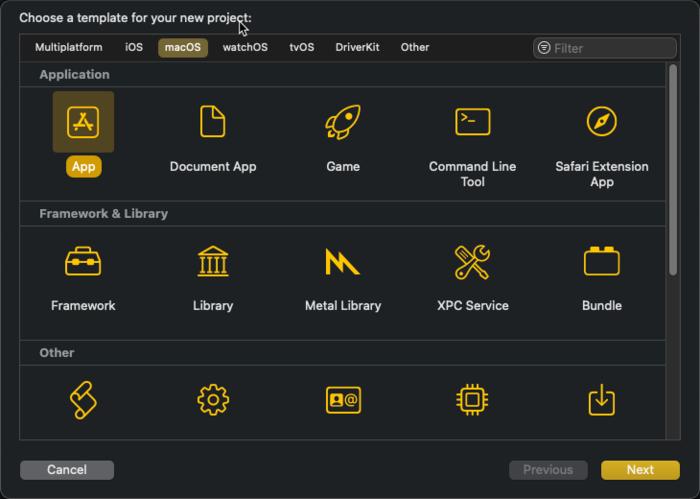 Choose a template for your new project:
Multiplatform iOS macOS watchOS tvOS DriverKit Other Filter
Application
App Document App Game Command Line Tool Safari Extension App
Framework & Library
Framework Library Metal Library XPC Service Bundle
Other
Cancel Previous Next